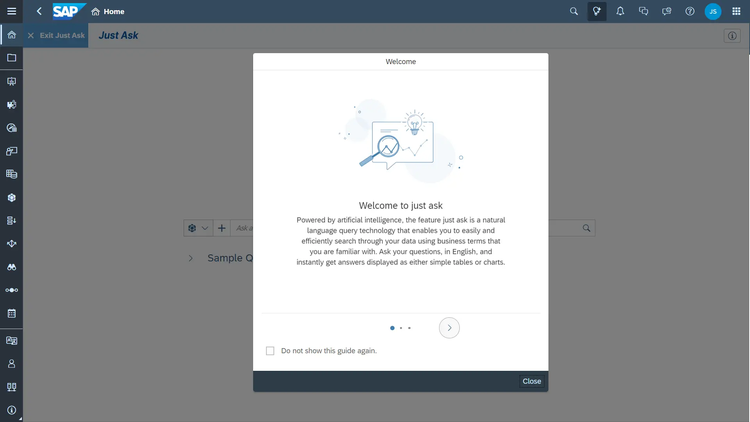 SAP Home
JS
Exit Just Ask
Just Ask
Welcome
Welcome to just ask
Powered by artificial intelligence, the feature just ask is a natural
language query technology that enables you to easily and
efficiently search through your data using business terms that
you are familiar with. Ask your questions, in English, and
instantly get answers displayed as either simple tables or charts.
Ask a
Sample Q
Do not show this guide again.
Close